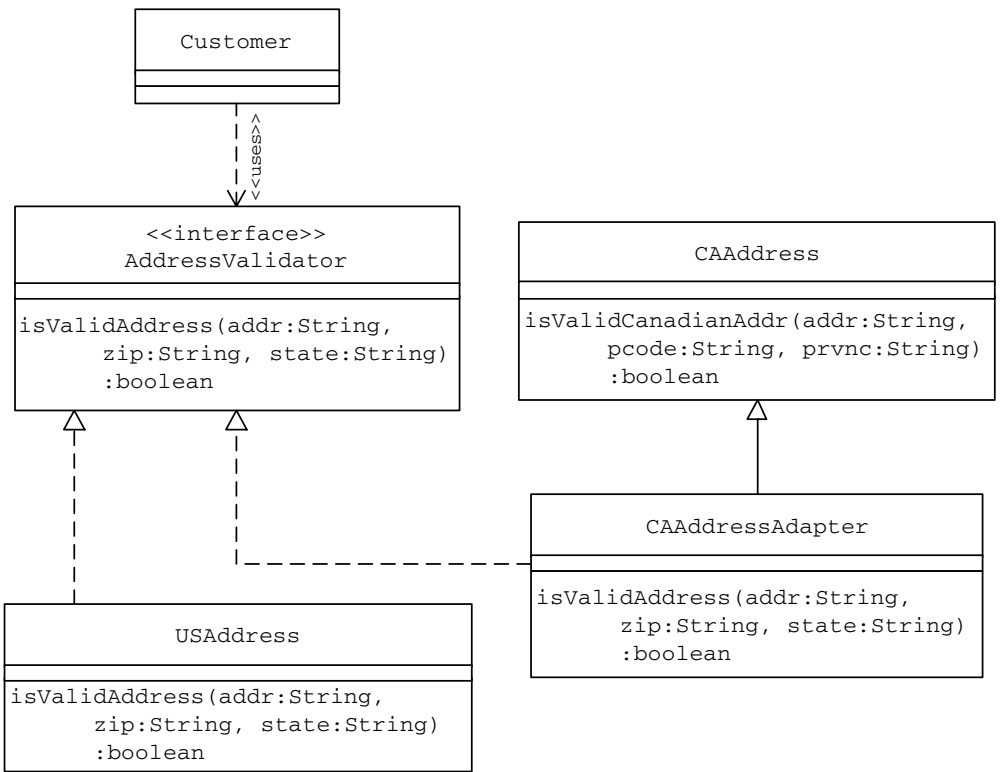 Customer
<<uses>>
<<interface>>
AddressValidator
isValidAddress(addr:String,
zip:String, state:String)
:boolean
CAAddress
isValidCanadianAddr(addr:String,
pcode:String, prvnc:String)
:boolean
CAAddressAdapter
isValidAddress(addr:String,
zip:String, state:String)
:boolean
USAddress
isValidAddress(addr:String,
zip:String, state:String)
:boolean